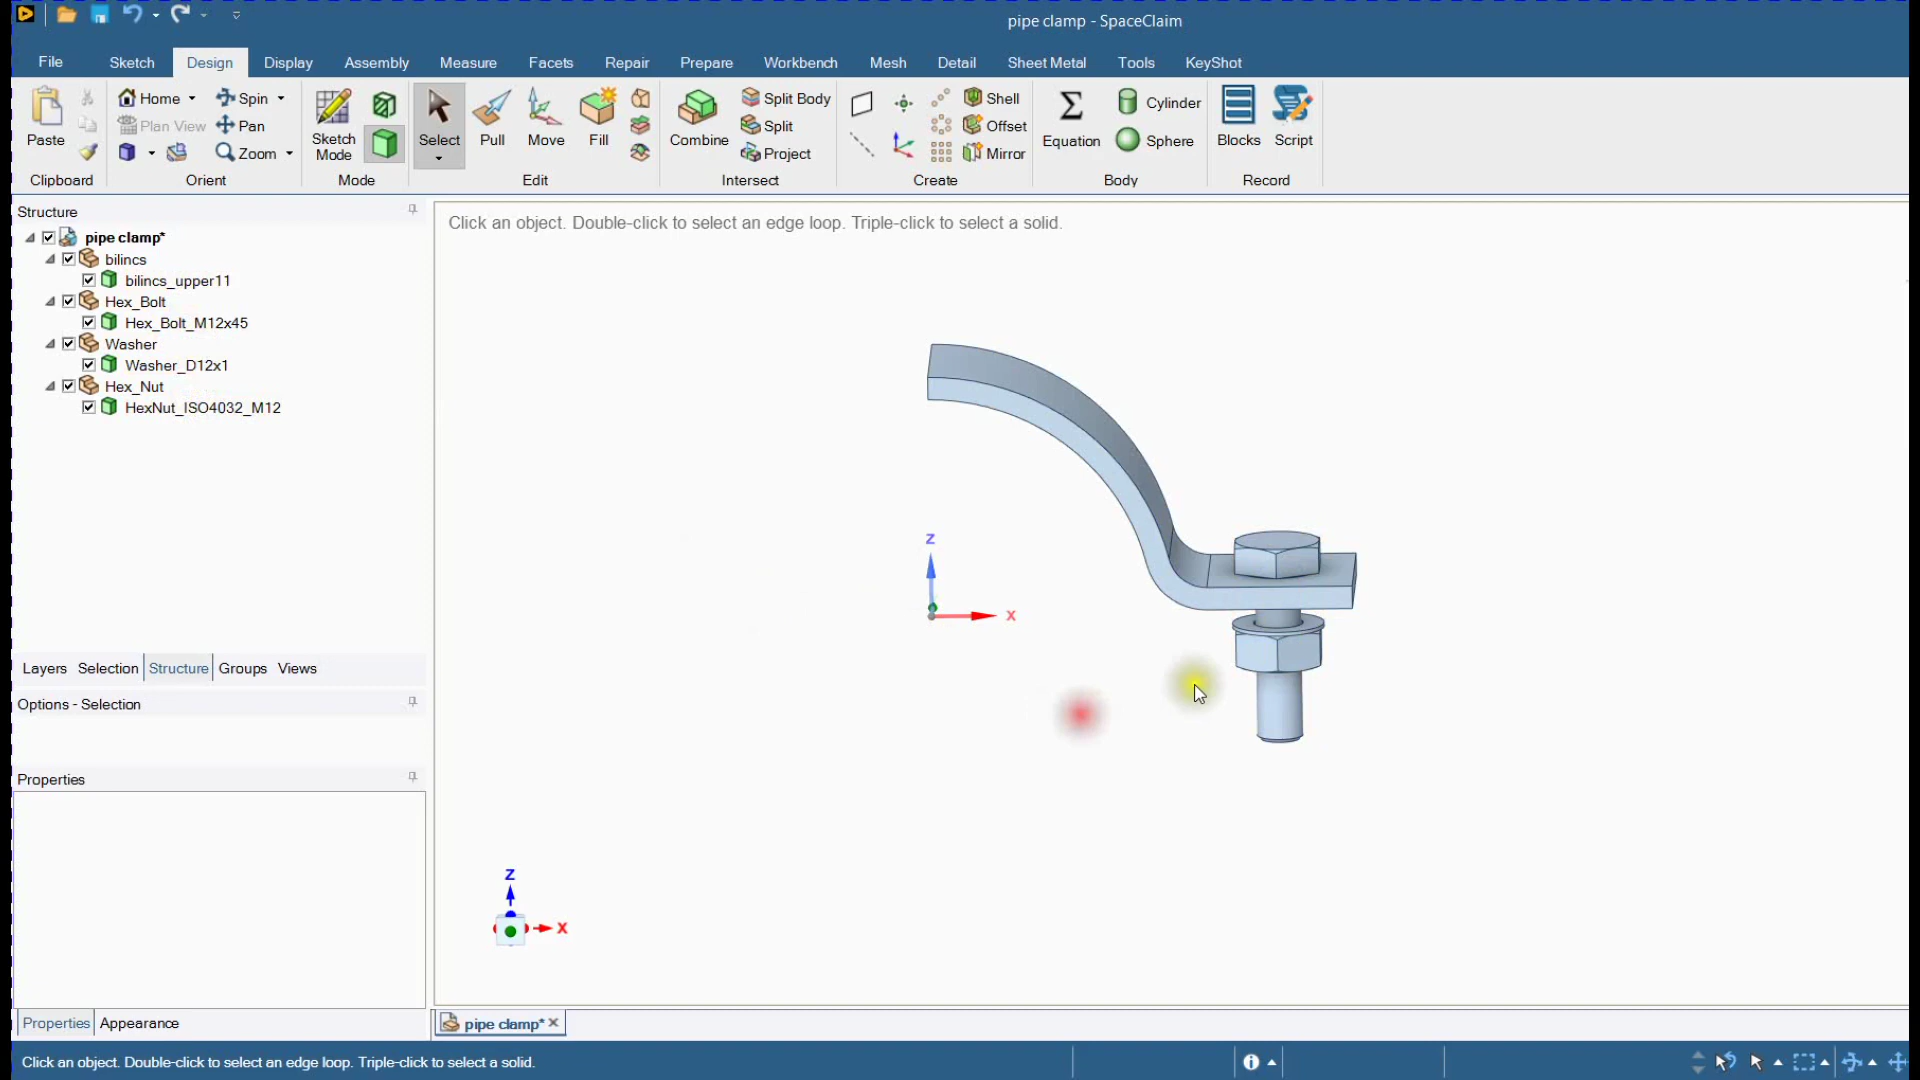 pipe clamp - SpaceClaim
File Sketch Design Display Assembly Measure Facets Repair Prepare Workbench Mesh Detail Sheet Metal Tools KeyShot
Paste
Clipboard
Home Spin
Plan View Pan
Zoom
Orient
Sketch Mode
Mode
Select Pull Move Fill
Edit
Combine
Split Body
Split
Project
Intersect
Shell
Offset
Mirror
Create
Equation
Cylinder
Sphere
Body
Blocks Script
Record
Structure
pipe clamp*
bilincs
bilincs_upper11
Hex_Bolt
Hex_Bolt_M12x45
Washer
Washer_D12x1
Hex_Nut
HexNut_ISO4032_M12
Layers Selection Structure Groups Views
Options - Selection
Properties
Properties Appearance
Click an object. Double-click to select an edge loop. Triple-click to select a solid.
Z
X
Z
X
pipe clamp*
Click an object. Double-click to select an edge loop. Triple-click to select a solid.